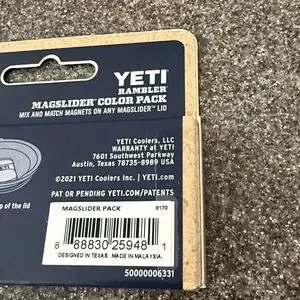 YETI
RAMBLER
MAGSLIDER™ COLOR PACK
MIX AND MATCH MAGNETS ON ANY MAGSLIDER™ LID
YETI Coolers, LLC
WARRANTY at YETI
7601 Southwest Parkway
Austin, Texas 78735-8989 USA
©2021 YETI Coolers, Inc | YETI.com
PAT OR PENDING YETI.COM/PATENTS
p of the lid
MAGSLIDER PACK 8170
8 88830 25948 1
DESIGNED IN TEXAS. MADE IN MALAYSIA.
50000006331